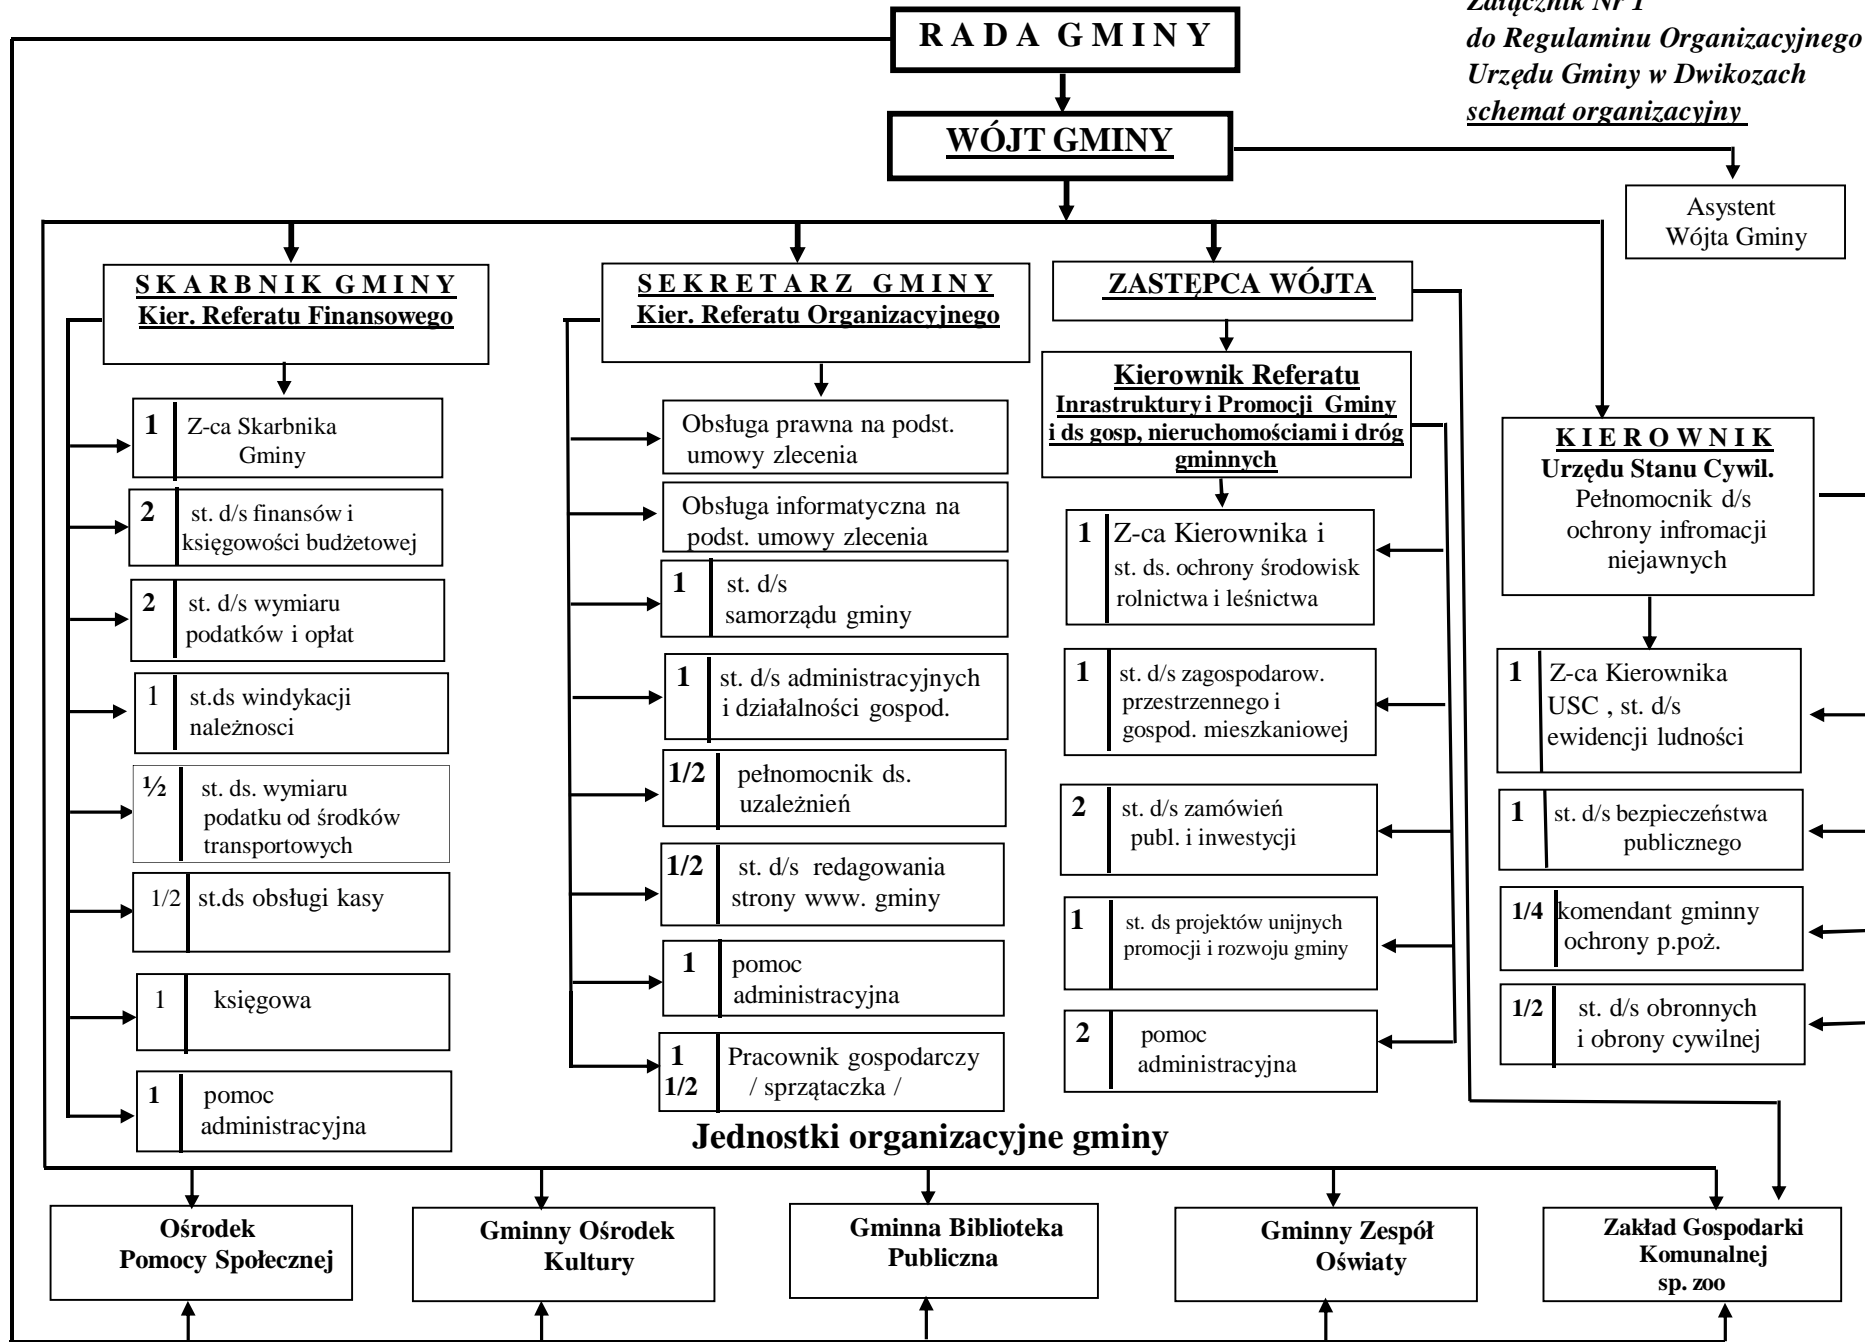 Załącznik Nr 1
do Regulaminu Organizacyjnego
Urzędu Gminy w Dwikozach
schemat organizacyjny
R A D A G M I N Y
WÓJT GMINY
Asystent
Wójta Gminy
S K A R B N I K G M I N Y
Kier. Referatu Finansowego
1 Z-ca Skarbnika
Gminy
2 st. d/s finansów i
księgowości budżetowej
2 st. d/s wymiaru
podatków i opłat
1 st.ds windykacji
należnosci
½ st. ds. wymiaru
podatku od środków
transportowych
1/2 st.ds obsługi kasy
1 księgowa
1 pomoc
administracyjna
S E K R E T A R Z G M I N Y
Kier. Referatu Organizacyjnego
Obsługa prawna na podst.
umowy zlecenia
Obsługa informatyczna na
podst. umowy zlecenia
1 st. d/s
samorządu gminy
1 st. d/s administracyjnych
i działalności gospod.
1/2 pełnomocnik ds.
uzależnień
1/2 st. d/s redagowania
strony www. gminy
1 pomoc
administracyjna
1 Pracownik gospodarczy
1/2 / sprzątaczka /
ZASTĘPCA WÓJTA
Kierownik Referatu
Inrastruktury i Promocji Gminy
i ds gosp, nieruchomościami i dróg
gminnych
1 Z-ca Kierownika i
st. ds. ochrony środowisk
rolnictwa i leśnictwa
1 st. d/s zagospodarow.
przestrzennego i
gospod. mieszkaniowej
2 st. d/s zamówień
publ. i inwestycji
1 st. ds projektów unijnych
promocji i rozwoju gminy
2 pomoc
administracyjna
K I E R O W N I K
Urzędu Stanu Cywil.
Pełnomocnik d/s
ochrony infromacji
niejawnych
1 Z-ca Kierownika
USC , st. d/s
ewidencji ludności
1 st. d/s bezpieczeństwa
publicznego
1/4 komendant gminny
ochrony p.poż.
1/2 st. d/s obronnych
i obrony cywilnej
Jednostki organizacyjne gminy
Ośrodek
Pomocy Społecznej
Gminny Ośrodek
Kultury
Gminna Biblioteka
Publiczna
Gminny Zespół
Oświaty
Zakład Gospodarki
Komunalnej
sp. zoo